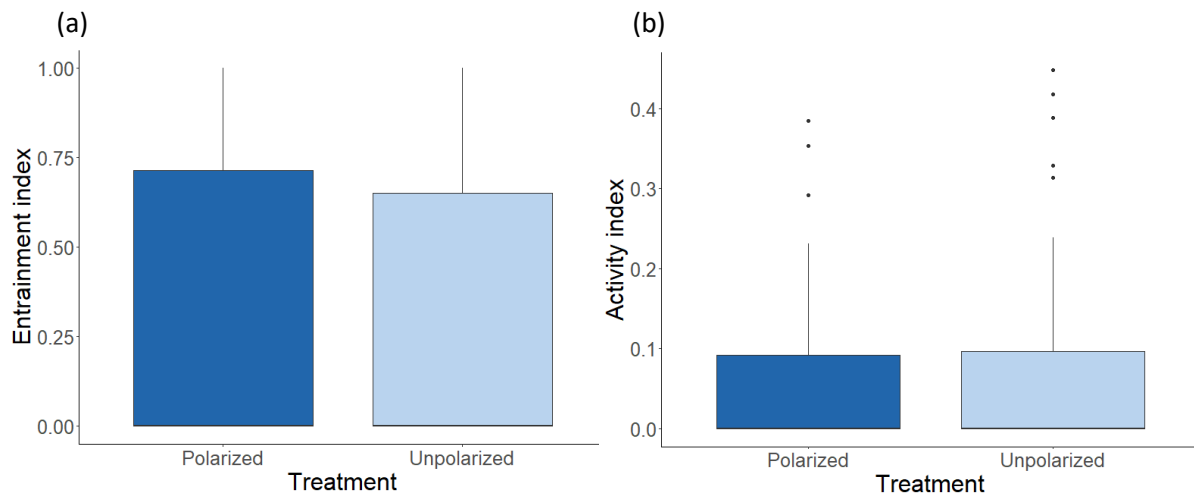 (a)
Entrainment index
1.00
0.75
0.50
0.25
0.00
Polarized Unpolarized
Treatment
(b)
Activity index
0.4
0.3
0.2
0.1
0.0
Polarized Unpolarized
Treatment